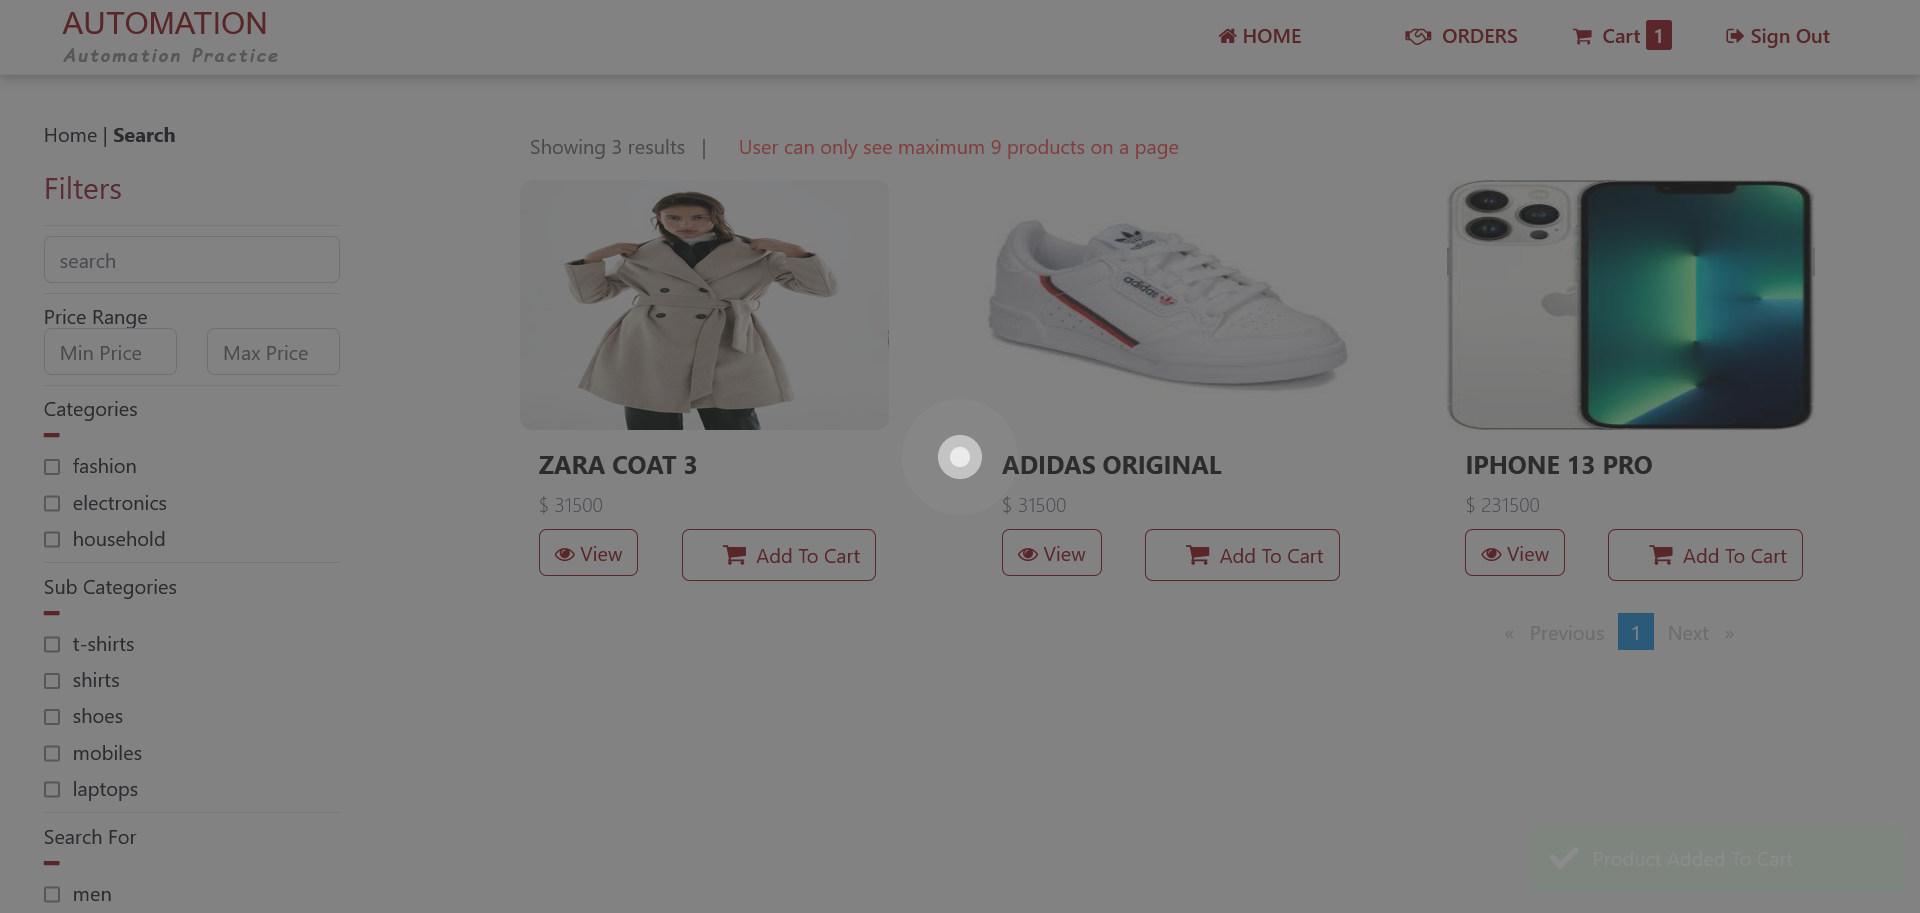 AUTOMATION
Automation Practice
HOME
ORDERS
Cart 1
Sign Out
Home | Search
Filters
search
Price Range
Min Price
Max Price
Categories
fashion
electronics
household
Sub Categories
t-shirts
shirts
shoes
mobiles
laptops
Search For
men
Showing 3 results |
User can only see maximum 9 products on a page
adidas
ZARA COAT 3
$ 31500
View
Add To Cart
ADIDAS ORIGINAL
$ 31500
View
Add To Cart
IPHONE 13 PRO
$ 231500
View
Add To Cart
« Previous 1 Next »
Product Added To Cart